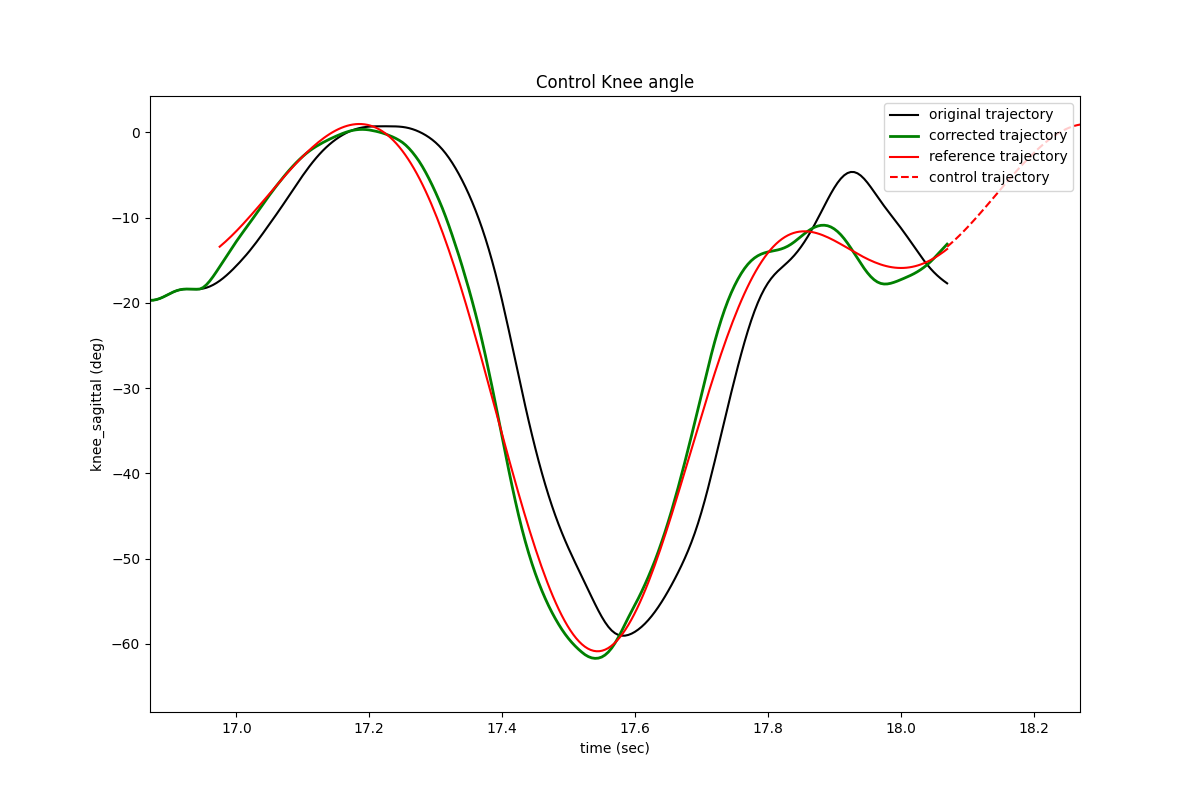 Control Knee angle
original trajectory
corrected trajectory
reference trajectory
control trajectory
0
−10
−20
−30
−40
−50
−60
knee_sagittal (deg)
17.0 17.2 17.4 17.6 17.8 18.0 18.2
time (sec)